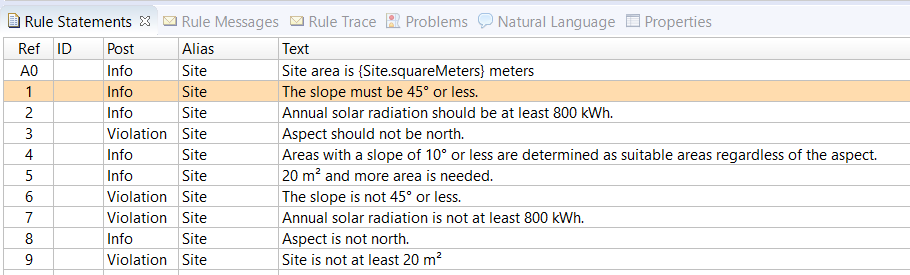 Rule Statements Rule Messages Rule Trace Problems Natural Language Properties
Ref ID Post Alias Text
A0 Info Site Site area is {Site.squareMeters} meters
1 Info Site The slope must be 45° or less.
2 Info Site Annual solar radiation should be at least 800 kWh.
3 Violation Site Aspect should not be north.
4 Info Site Areas with a slope of 10° or less are determined as suitable areas regardless of the aspect.
5 Info Site 20 m² and more area is needed.
6 Violation Site The slope is not 45° or less.
7 Violation Site Annual solar radiation is not at least 800 kWh.
8 Info Site Aspect is not north.
9 Violation Site Site is not at least 20 m²